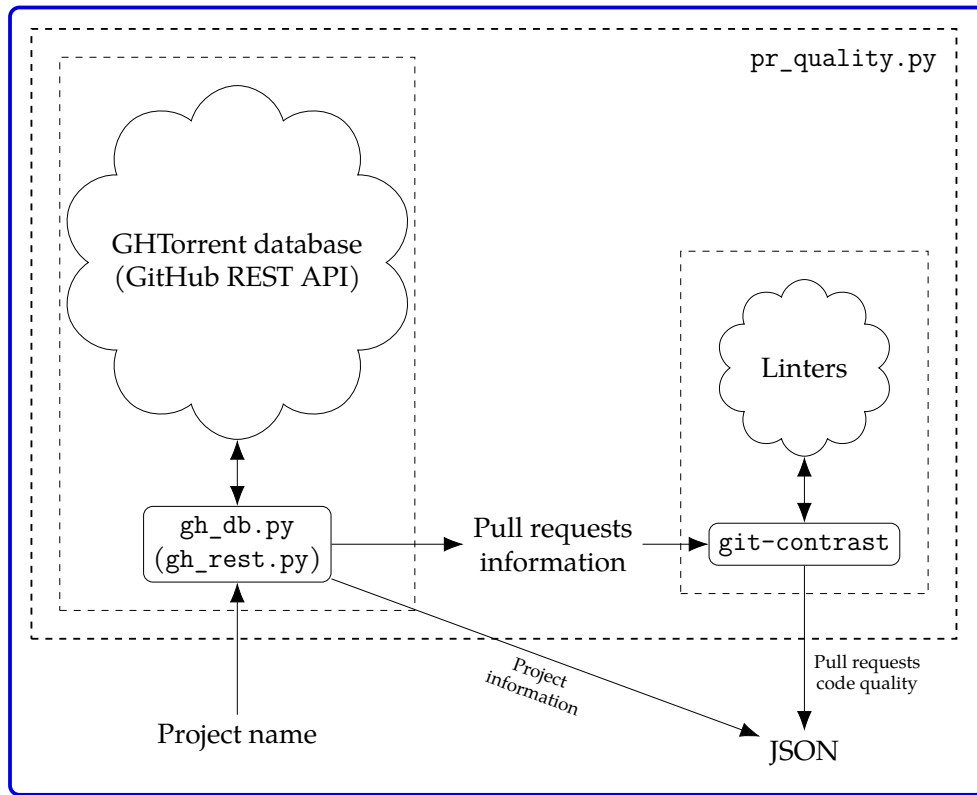 pr_quality.py
GHTorrent database
(GitHub REST API)
Linters
gh_db.py
(gh_rest.py)
Pull requests
information
git-contrast
Project
information
Pull requests
code quality
Project name
JSON